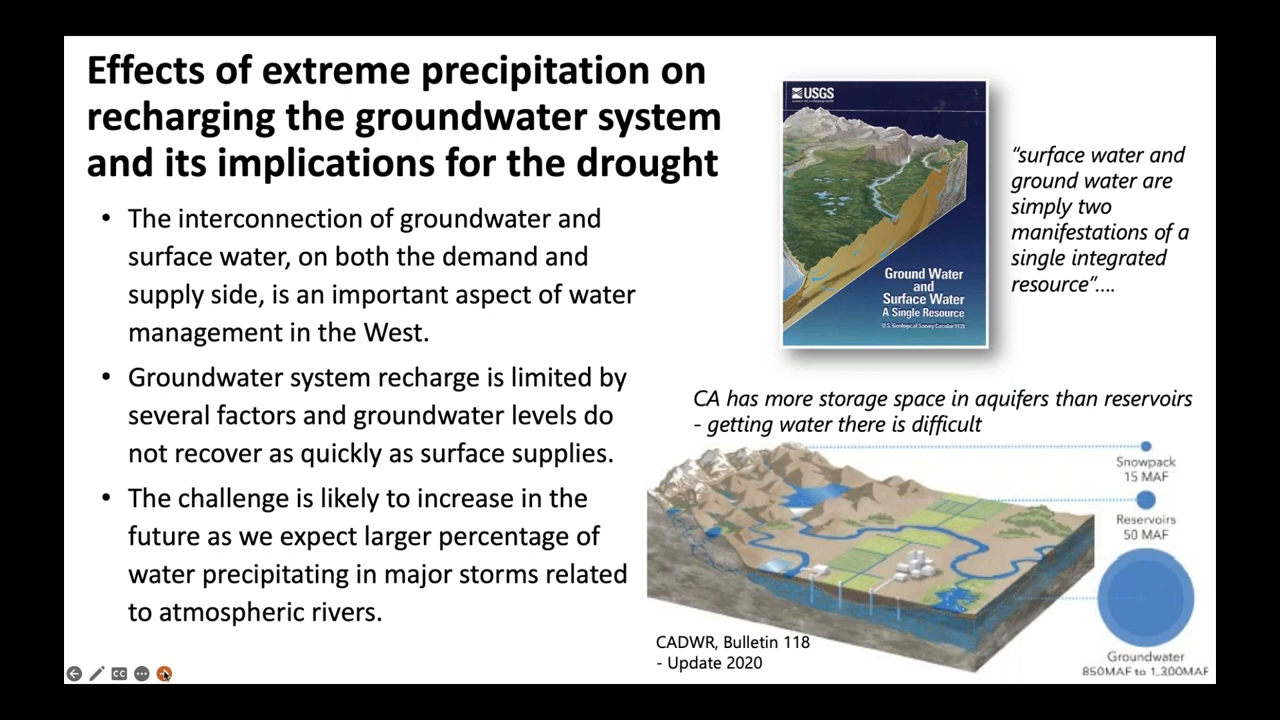 Effects of extreme precipitation on
recharging the groundwater system
and its implications for the drought
• The interconnection of groundwater and
surface water, on both the demand and
supply side, is an important aspect of water
management in the West.
• Groundwater system recharge is limited by
several factors and groundwater levels do
not recover as quickly as surface supplies.
• The challenge is likely to increase in the
future as we expect larger percentage of
water precipitating in major storms related
to atmospheric rivers.
USGS
Ground Water
and
Surface Water
A Single Resource
U.S. Geological Survey Circular 1139
“surface water and
ground water are
simply two
manifestations of a
single integrated
resource”....
CA has more storage space in aquifers than reservoirs
- getting water there is difficult
Snowpack
15 MAF
Reservoirs
50 MAF
Groundwater
850MAF to 1,300MAF
CADWR, Bulletin 118
- Update 2020
CC